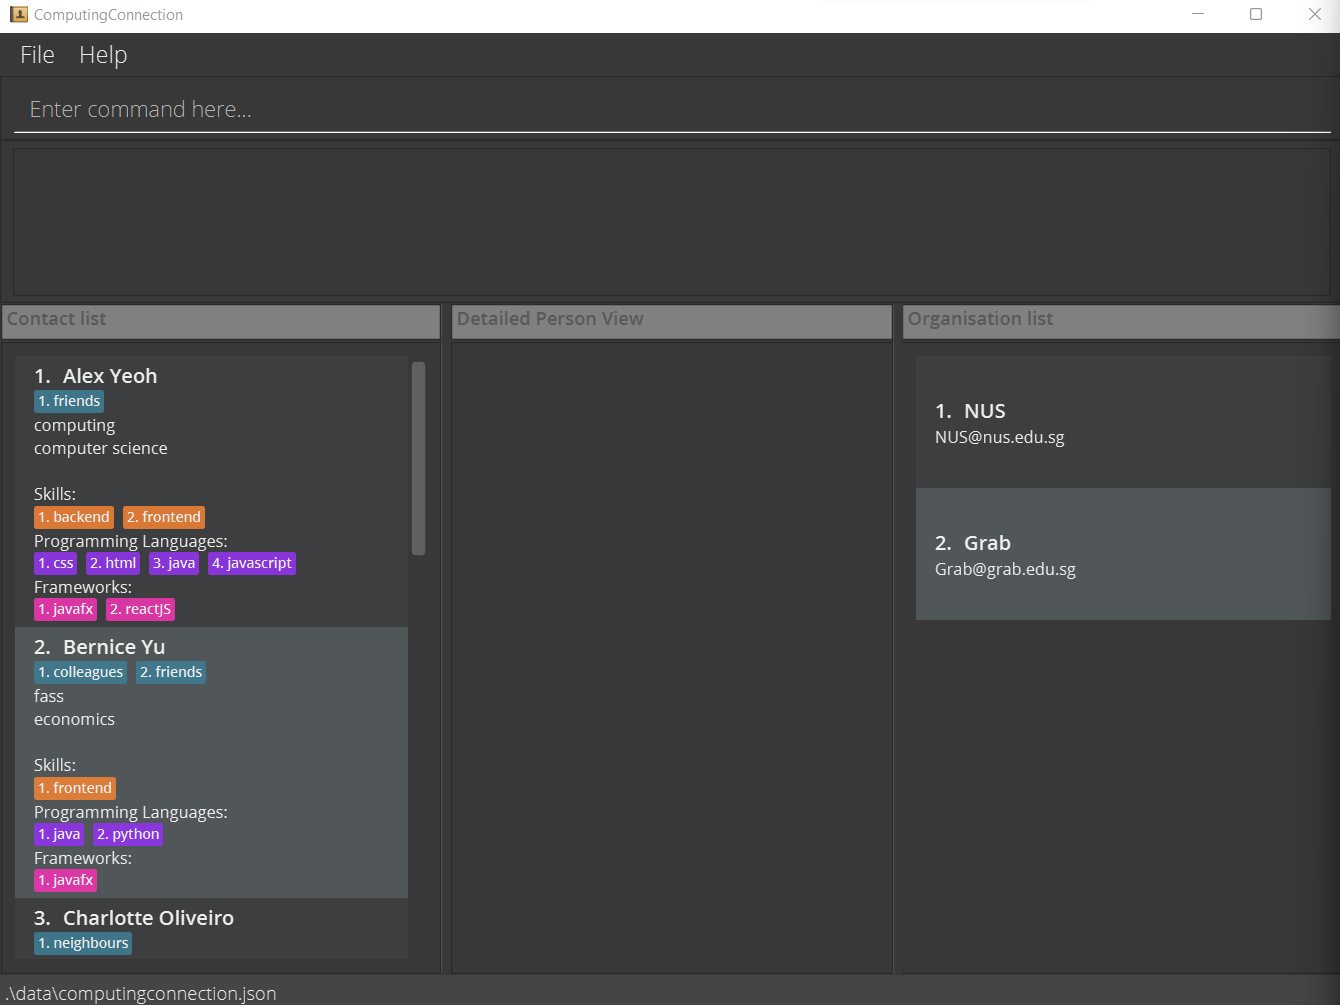 ComputingConnection
File Help
Enter command here...
Contact list
1. Alex Yeoh
1. friends
computing
computer science
Skills:
1. backend 2. frontend
Programming Languages:
1. css 2. html 3. java 4. javascript
Frameworks:
1. javafx 2. reactJS
2. Bernice Yu
1. colleagues 2. friends
fass
economics
Skills:
1. frontend
Programming Languages:
1. java 2. python
Frameworks:
1. javafx
3. Charlotte Oliveiro
1. neighbours
Detailed Person View
Organisation list
1. NUS
NUS@nus.edu.sg
2. Grab
Grab@grab.edu.sg
.\data\computingconnection.json